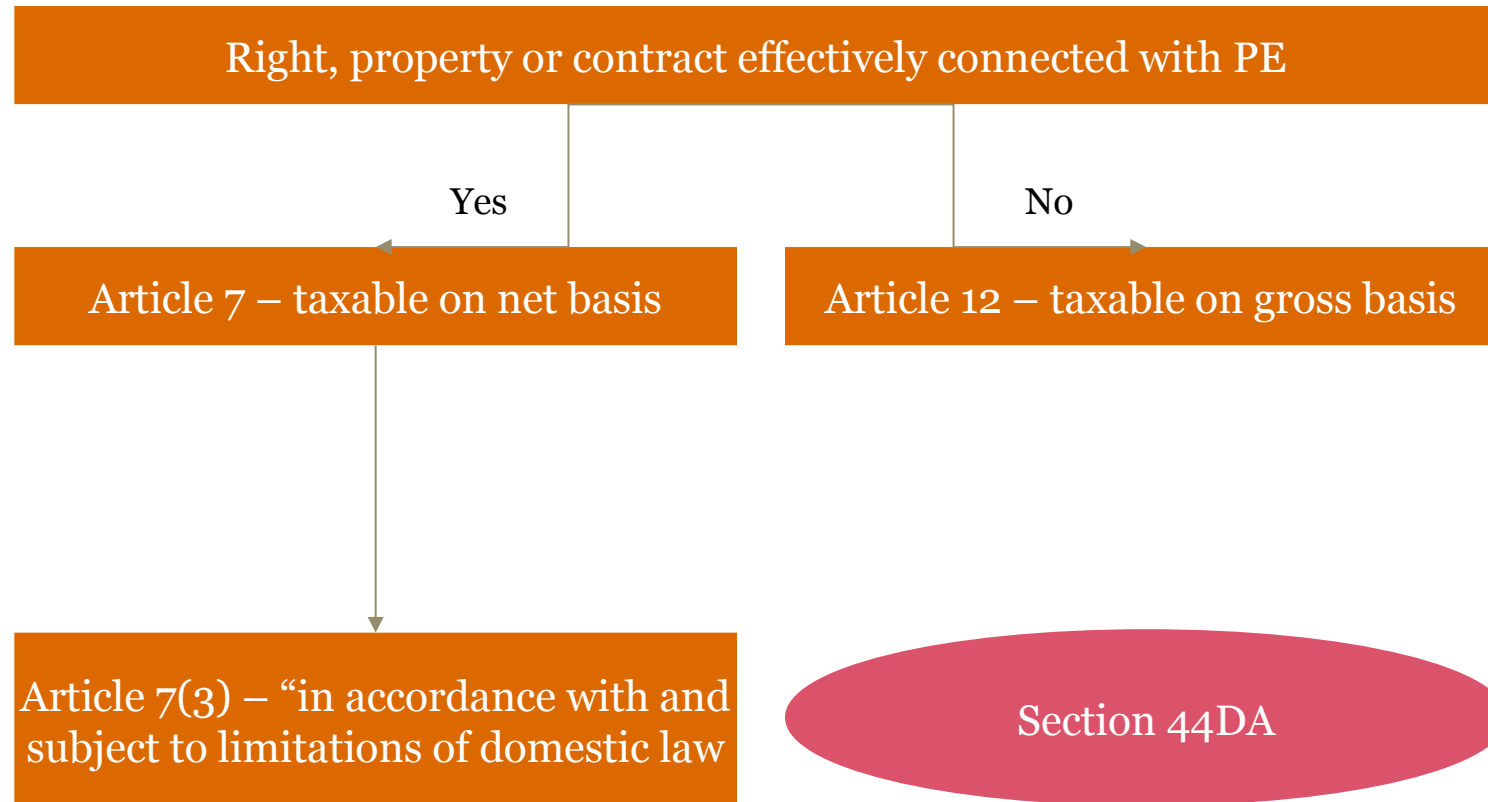 Right, property or contract effectively connected with PE
Yes
No
Article 7 – taxable on net basis
Article 12 – taxable on gross basis
Article 7(3) – “in accordance with and
subject to limitations of domestic law
Section 44DA